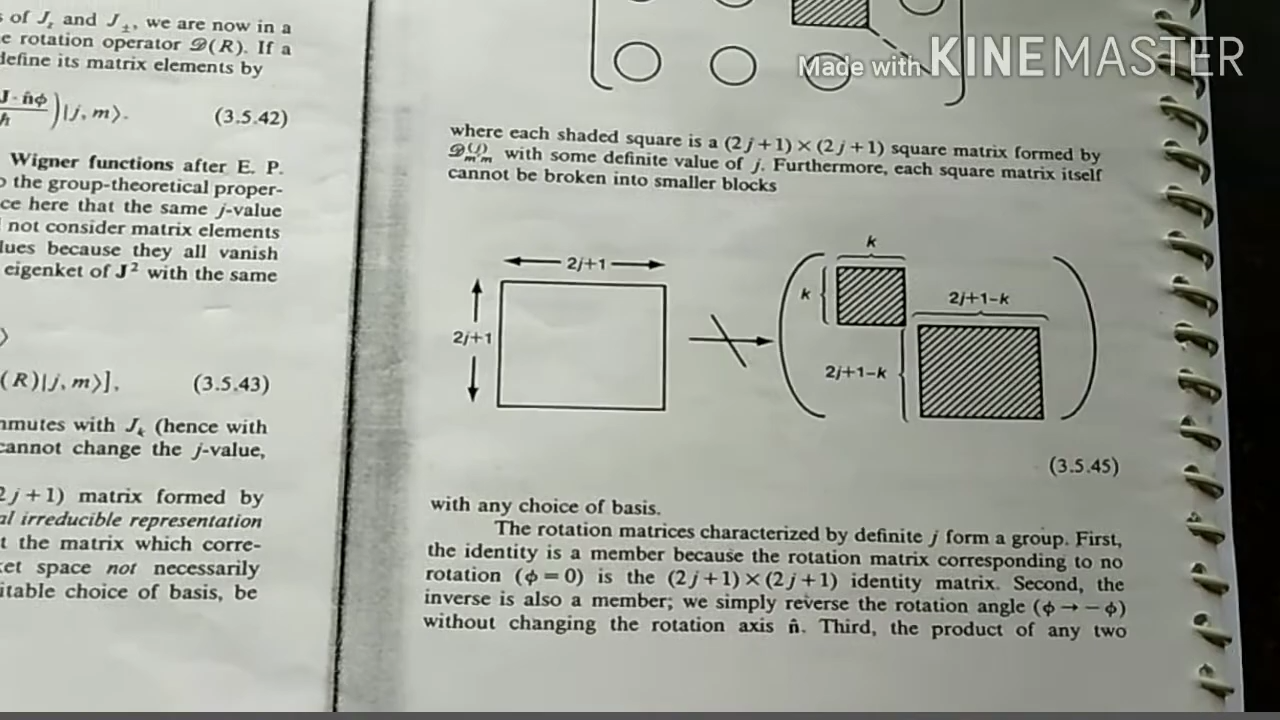 s of J_z and J_±, we are now in a
e rotation operator 𝒟(R). If a
define its matrix elements by
J · n̂φ
ħ
)|j, m⟩.
(3.5.42)
Wigner functions after E. P.
o the group-theoretical proper-
ce here that the same j-value
not consider matrix elements
lues because they all vanish
eigenket of J² with the same
⟩
(R)|j, m⟩],
(3.5.43)
mmutes with J_k (hence with
cannot change the j-value,
2j+1) matrix formed by
al irreducible representation
t the matrix which corre-
ket space not necessarily
itable choice of basis, be
Made with KINEMASTER
where each shaded square is a (2j+1)×(2j+1) square matrix formed by
𝒟^(j)_m'm with some definite value of j. Furthermore, each square matrix itself
cannot be broken into smaller blocks
2j+1
2j+1
k
k
2j+1-k
2j+1-k
(3.5.45)
with any choice of basis.
The rotation matrices characterized by definite j form a group. First,
the identity is a member because the rotation matrix corresponding to no
rotation (φ = 0) is the (2j+1)×(2j+1) identity matrix. Second, the
inverse is also a member; we simply reverse the rotation angle (φ → −φ)
without changing the rotation axis n̂. Third, the product of any two